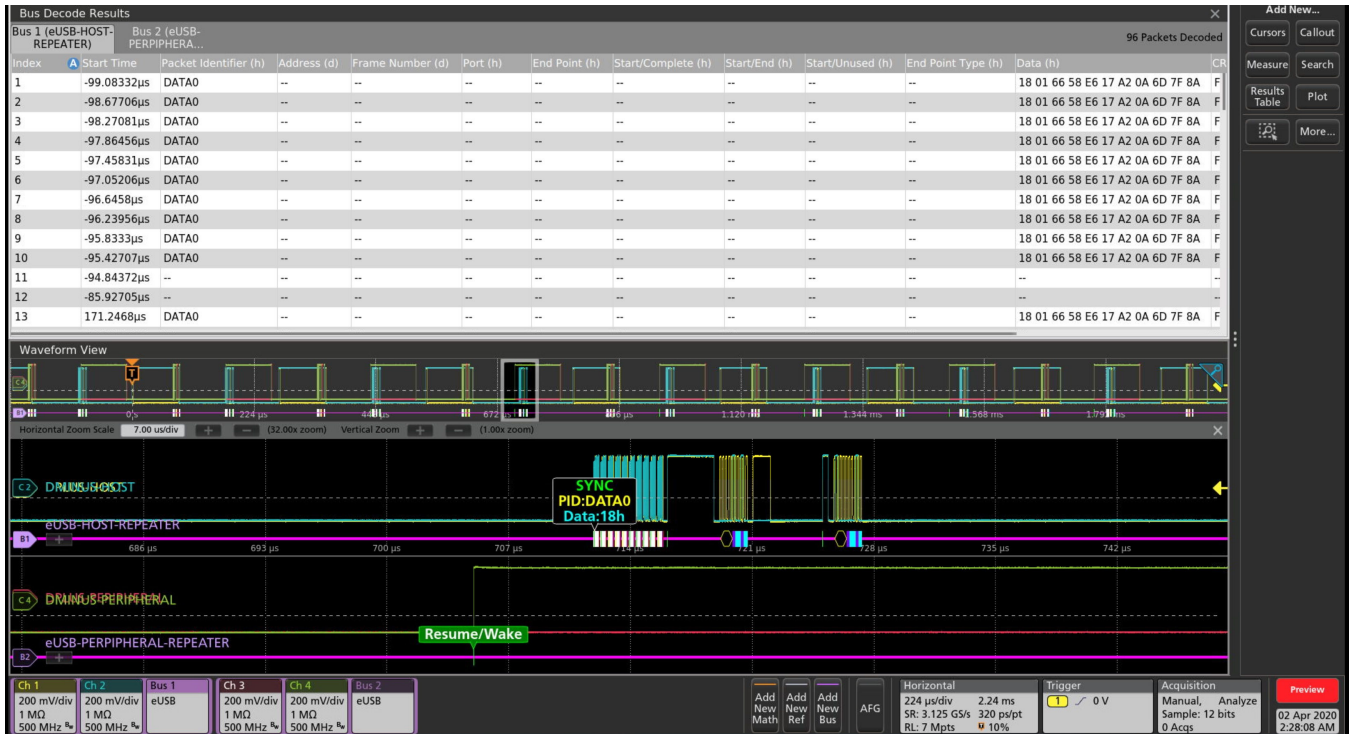 Bus Decode Results
Add New...
Bus 1 (eUSB-HOST-REPEATER)
Bus 2 (eUSB-PERPIPHERA...
96 Packets Decoded
Cursors Callout
Index A Start Time Packet Identifier (h) Address (d) Frame Number (d) Port (h) End Point (h) Start/Complete (h) Start/End (h) Start/Unused (h) End Point Type (h) Data (h) CR
Measure Search
1 -99.08332µs DATA0 -- -- -- -- -- -- -- -- 18 01 66 58 E6 17 A2 0A 6D 7F 8A F
Results Table Plot
2 -98.67706µs DATA0 -- -- -- -- -- -- -- -- 18 01 66 58 E6 17 A2 0A 6D 7F 8A F
3 -98.27081µs DATA0 -- -- -- -- -- -- -- -- 18 01 66 58 E6 17 A2 0A 6D 7F 8A F
More...
4 -97.86456µs DATA0 -- -- -- -- -- -- -- -- 18 01 66 58 E6 17 A2 0A 6D 7F 8A F
5 -97.45831µs DATA0 -- -- -- -- -- -- -- -- 18 01 66 58 E6 17 A2 0A 6D 7F 8A F
6 -97.05206µs DATA0 -- -- -- -- -- -- -- -- 18 01 66 58 E6 17 A2 0A 6D 7F 8A F
7 -96.6458µs DATA0 -- -- -- -- -- -- -- -- 18 01 66 58 E6 17 A2 0A 6D 7F 8A F
8 -96.23956µs DATA0 -- -- -- -- -- -- -- -- 18 01 66 58 E6 17 A2 0A 6D 7F 8A F
9 -95.8333µs DATA0 -- -- -- -- -- -- -- -- 18 01 66 58 E6 17 A2 0A 6D 7F 8A F
10 -95.42707µs DATA0 -- -- -- -- -- -- -- -- 18 01 66 58 E6 17 A2 0A 6D 7F 8A F
11 -94.84372µs -- -- -- -- -- -- -- -- -- -- -
12 -85.92705µs -- -- -- -- -- -- -- -- -- -- --
13 171.2468µs DATA0 -- -- -- -- -- -- -- -- 18 01 66 58 E6 17 A2 0A 6D 7F 8A F
Waveform View
T
C4
B1 0 s 224 µs 672 µs 1.120 ms 1.344 ms 1.568 ms 1.792 ms
Horizontal Zoom Scale 7.00 us/div + - (32.00x zoom) Vertical Zoom + - (1.00x zoom)
SYNC
PID:DATA0
Data:18h
C2
eUSB-HOST-REPEATER
B1 +
686 µs 693 µs 700 µs 707 µs 714 µs 721 µs 728 µs 735 µs 742 µs
C4 DMINUS-PERIPHERAL
Resume/Wake
eUSB-PERPIPHERAL-REPEATER
B2 +
Ch 1
200 mV/div
1 MΩ
500 MHz Bw
Ch 2
200 mV/div
1 MΩ
500 MHz Bw
Bus 1
eUSB
Ch 3
200 mV/div
1 MΩ
500 MHz Bw
Ch 4
200 mV/div
1 MΩ
500 MHz Bw
Bus 2
eUSB
Add New Math
Add New Ref
Add New Bus
AFG
Horizontal
224 µs/div 2.24 ms
SR: 3.125 GS/s 320 ps/pt
RL: 7 Mpts 10%
Trigger
1 0 V
Acquisition
Manual, Analyze
Sample: 12 bits
0 Acqs
Preview
02 Apr 2020
2:28:08 AM